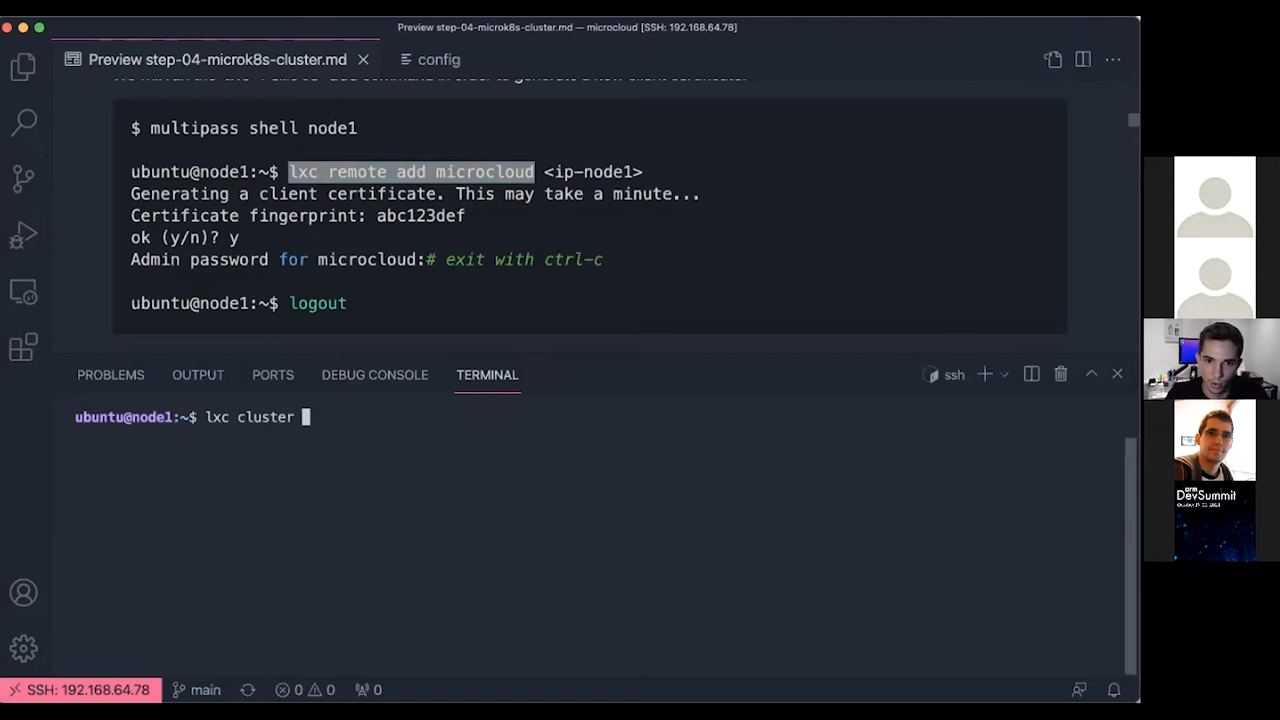 Preview step-04-microk8s-cluster.md — microcloud [SSH: 192.168.64.78]
Preview step-04-microk8s-cluster.md
config
$ multipass shell node1
ubuntu@node1:~$ lxc remote add microcloud <ip-node1>
Generating a client certificate. This may take a minute...
Certificate fingerprint: abc123def
ok (y/n)? y
Admin password for microcloud:# exit with ctrl-c
ubuntu@node1:~$ logout
PROBLEMS OUTPUT PORTS DEBUG CONSOLE TERMINAL
ssh
ubuntu@node1:~$ lxc cluster
arm
DevSummit
SSH: 192.168.64.78 main 0 0 0